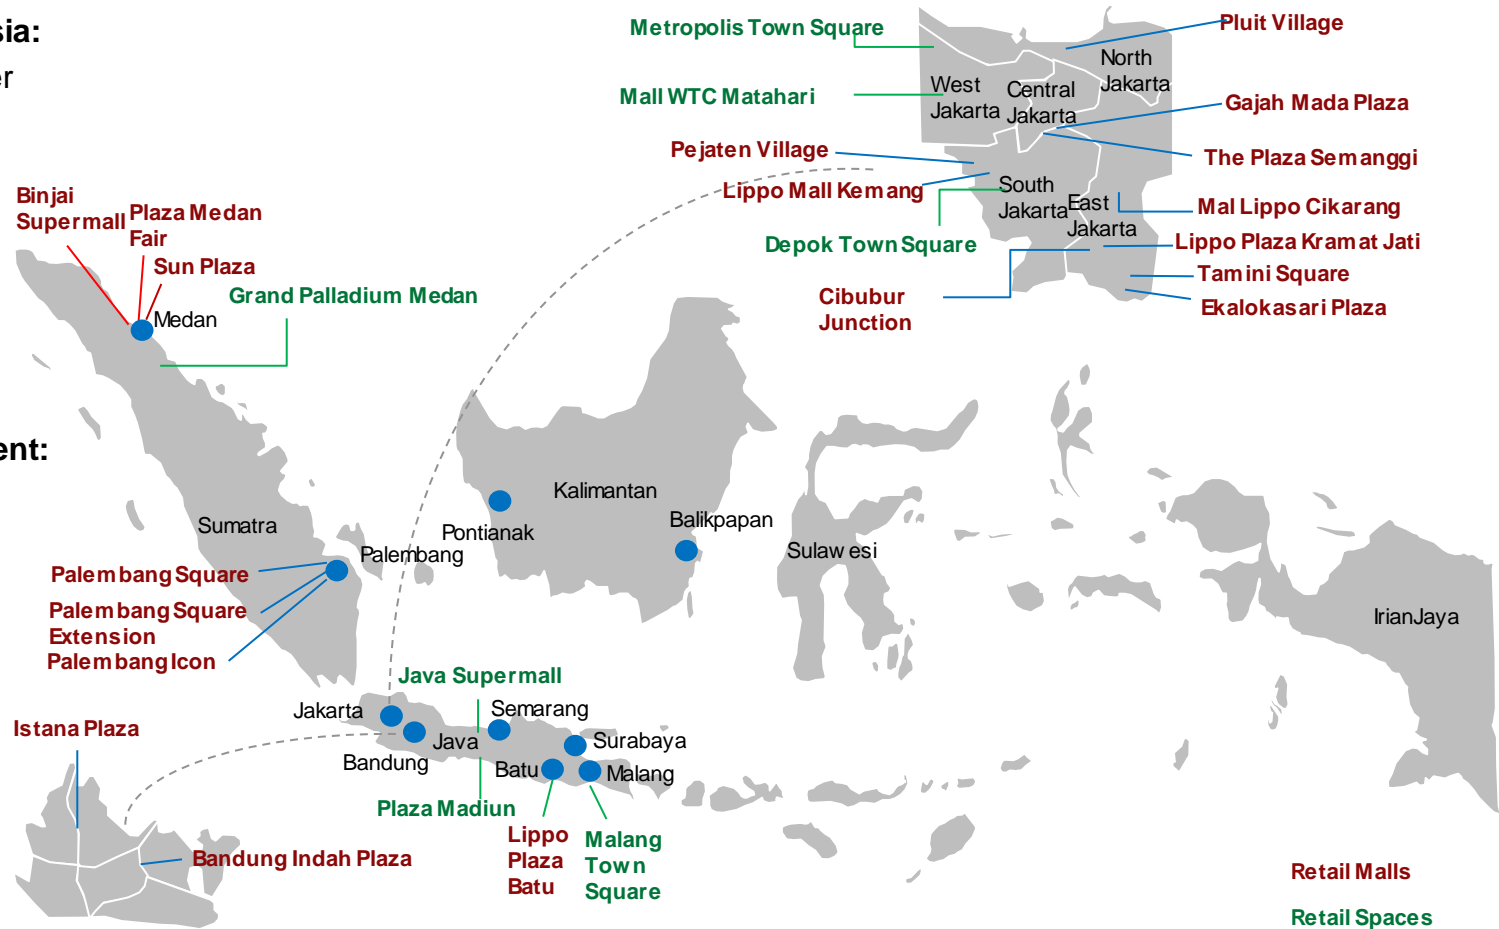 sia:
er
Metropolis Town Square
Pluit Village
North
Jakarta
West
Jakarta
Central
Jakarta
Mall WTC Matahari
Gajah Mada Plaza
Pejaten Village
The Plaza Semanggi
Lippo Mall Kemang
South
Jakarta
East
Jakarta
Mal Lippo Cikarang
Depok Town Square
Lippo Plaza Kramat Jati
Tamini Square
Cibubur
Junction
Ekalokasari Plaza
Binjai
Supermall
Plaza Medan
Fair
Sun Plaza
Grand Palladium Medan
Medan
ent:
Kalimantan
Pontianak
Balikpapan
Sumatra
Palembang
Sulawesi
Palembang Square
Palembang Square
Extension
Palembang Icon
Irian Jaya
Java Supermall
Jakarta
Semarang
Istana Plaza
Java
Surabaya
Bandung
Batu
Malang
Plaza Madiun
Lippo
Plaza
Batu
Malang
Town
Square
Bandung Indah Plaza
Retail Malls
Retail Spaces